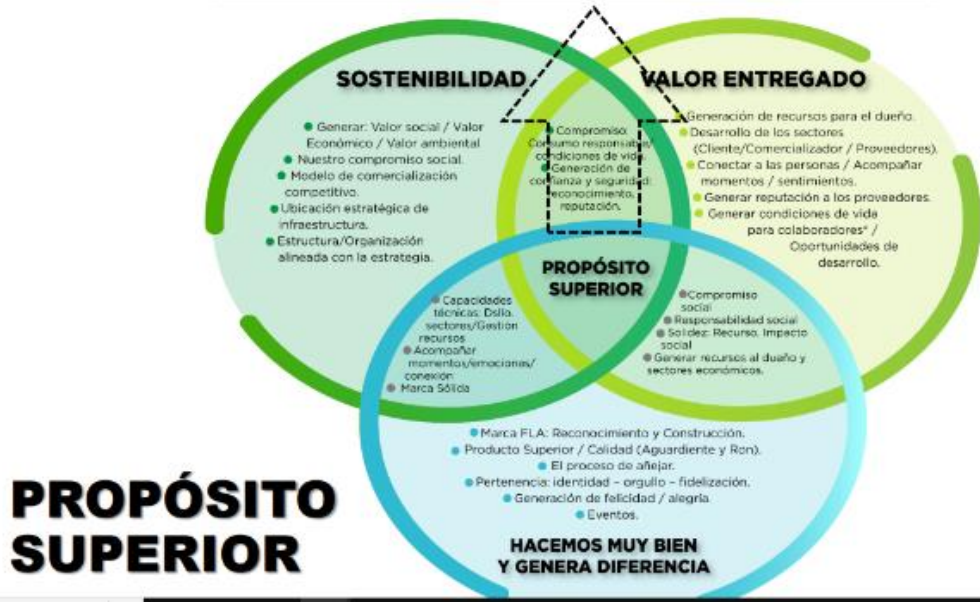 SOSTENIBILIDAD
Generar: Valor social / Valor
Económico / Valor ambiental
Nuestro compromiso social.
Modelo de comercialización
competitivo.
Ubicación estratégica de
infraestructura.
Estructura/Organización
alineada con la estrategia.
Compromiso:
Consumo responsable/
condiciones de vida.
Generación de
confianza y seguridad:
reconocimiento,
reputación.
VALOR ENTREGADO
Generación de recursos para el dueño.
Desarrollo de los sectores
(Cliente/Comercializador / Proveedores).
Conectar a las personas / Acompañar
momentos / sentimientos.
Generar reputación a los proveedores.
Generar condiciones de vida
para colaboradores* /
Oportunidades de
desarrollo.
PROPÓSITO
SUPERIOR
Capacidades
técnicas: Dsllo.
sectores/Gestión
recursos
Acompañar
momentos/emociones/
conexión
Marca Sólida
Compromiso
social
Responsabilidad social
Solidez: Recurso. Impacto
social
Generar recursos al dueño y
sectores económicos.
Marca FLA: Reconocimiento y Construcción.
Producto Superior / Calidad (Aguardiente y Ron).
El proceso de añejar.
Pertenencia: identidad – orgullo – fidelización.
Generación de felicidad / alegría
Eventos.
HACEMOS MUY BIEN
Y GENERA DIFERENCIA
PROPÓSITO
SUPERIOR